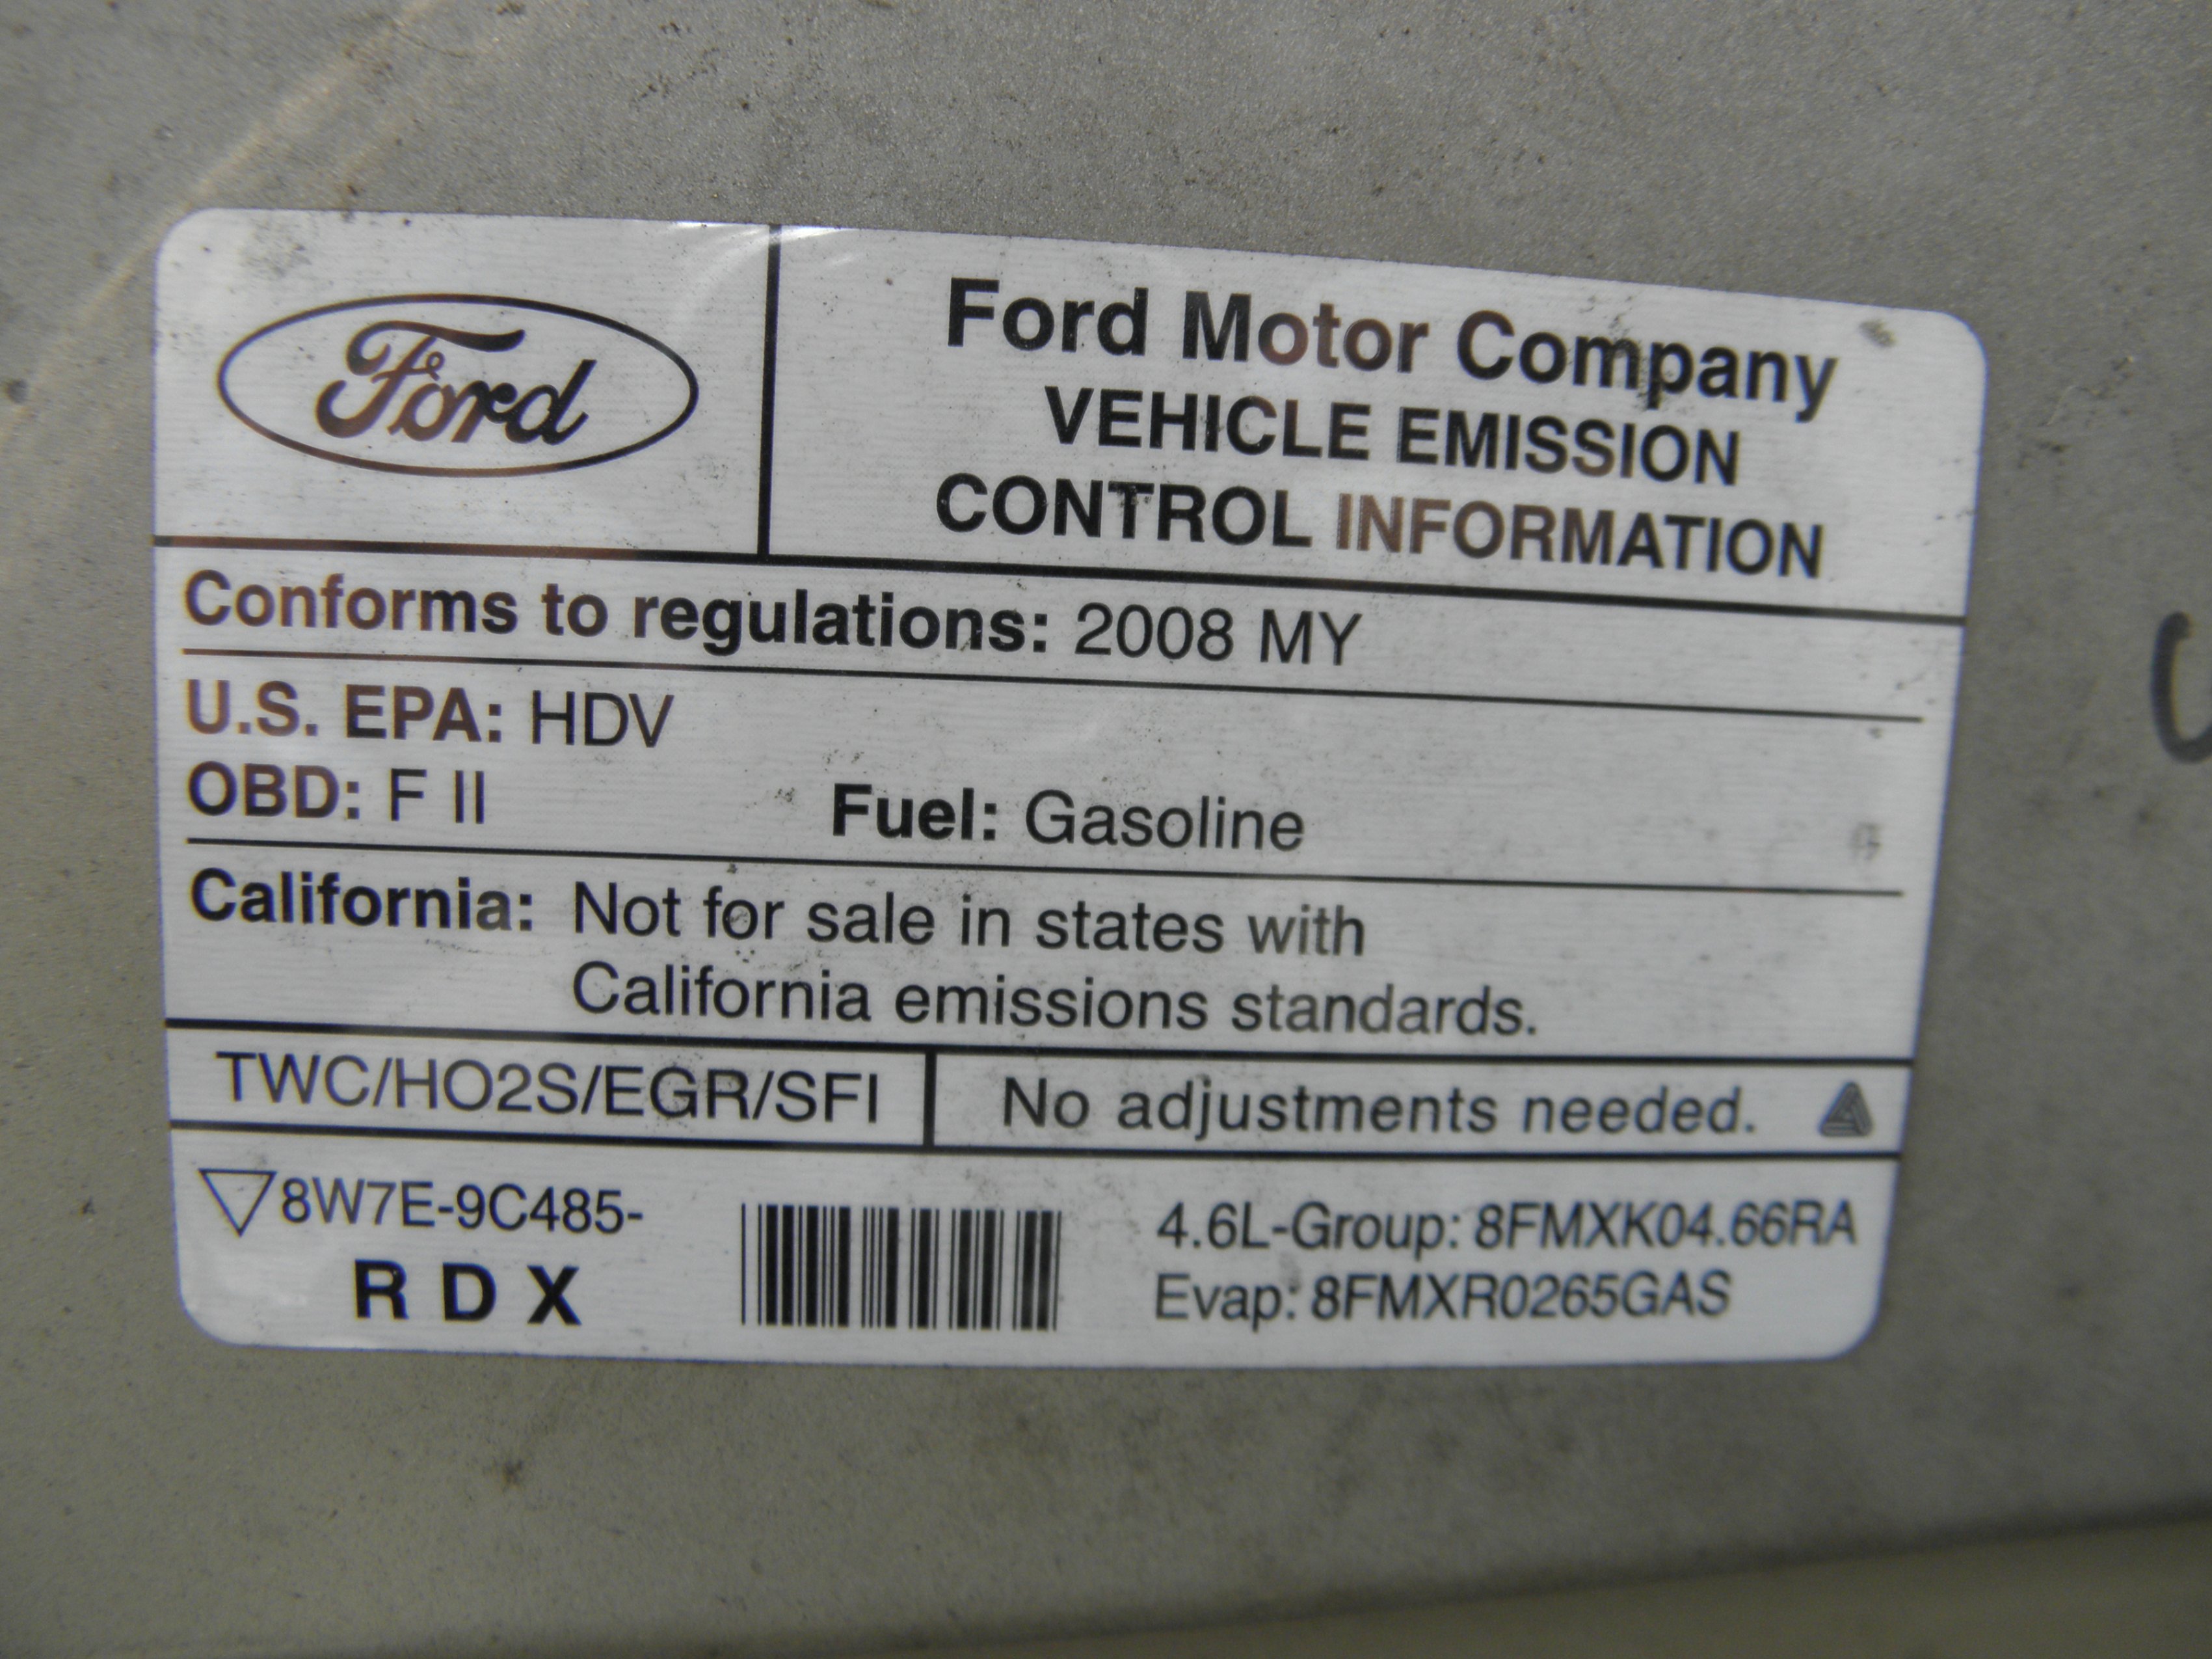 Ford
Ford Motor Company
VEHICLE EMISSION
CONTROL INFORMATION
Conforms to regulations: 2008 MY
U.S. EPA: HDV
OBD: F II Fuel: Gasoline
California: Not for sale in states with
California emissions standards.
TWC/HO2S/EGR/SFI
No adjustments needed.
8W7E-9C485-
R D X
4.6L-Group: 8FMXK04.66RA
Evap: 8FMXR0265GAS